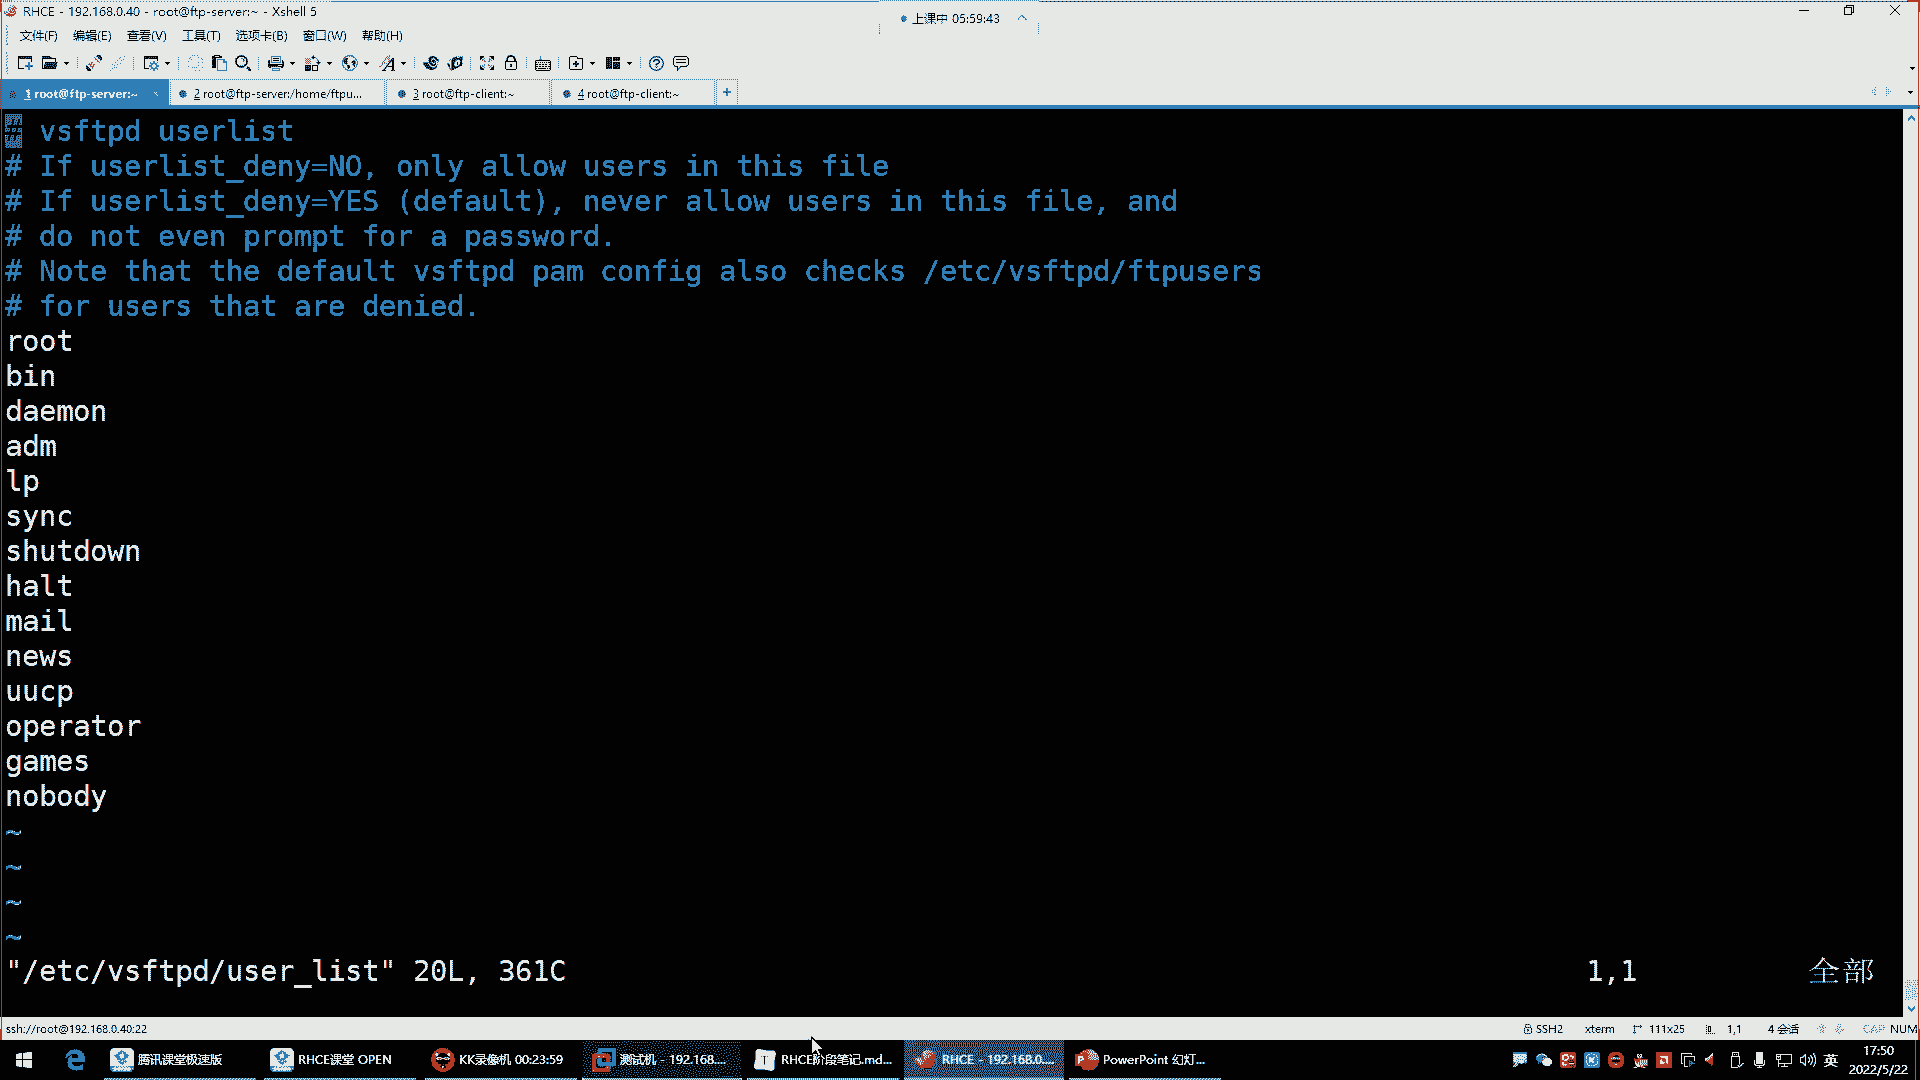 RHCE - 192.168.0.40 - root@ftp-server:~ - Xshell 5
上课中 05:59:43
文件(F) 编辑(E) 查看(V) 工具(T) 选项卡(B) 窗口(W) 帮助(H)
1 root@ftp-server:~ 2 root@ftp-server:/home/ftpu... 3 root@ftp-client:~ 4 root@ftp-client:~ +
# vsftpd userlist
# If userlist_deny=NO, only allow users in this file
# If userlist_deny=YES (default), never allow users in this file, and
# do not even prompt for a password.
# Note that the default vsftpd pam config also checks /etc/vsftpd/ftpusers
# for users that are denied.
root
bin
daemon
adm
lp
sync
shutdown
halt
mail
news
uucp
operator
games
nobody
~
~
~
~
"/etc/vsftpd/user_list" 20L, 361C 1,1 全部
ssh://root@192.168.0.40:22 SSH2 xterm 111x25 1,1 4 会话 CAP NUM
腾讯课堂极速版 RHCE课堂 OPEN KK录像机 00:23:59 测试机 - 192.168.... RHCE阶段笔记.md... RHCE - 192.168.0.... PowerPoint 幻灯... 英 17:50
2022/5/22